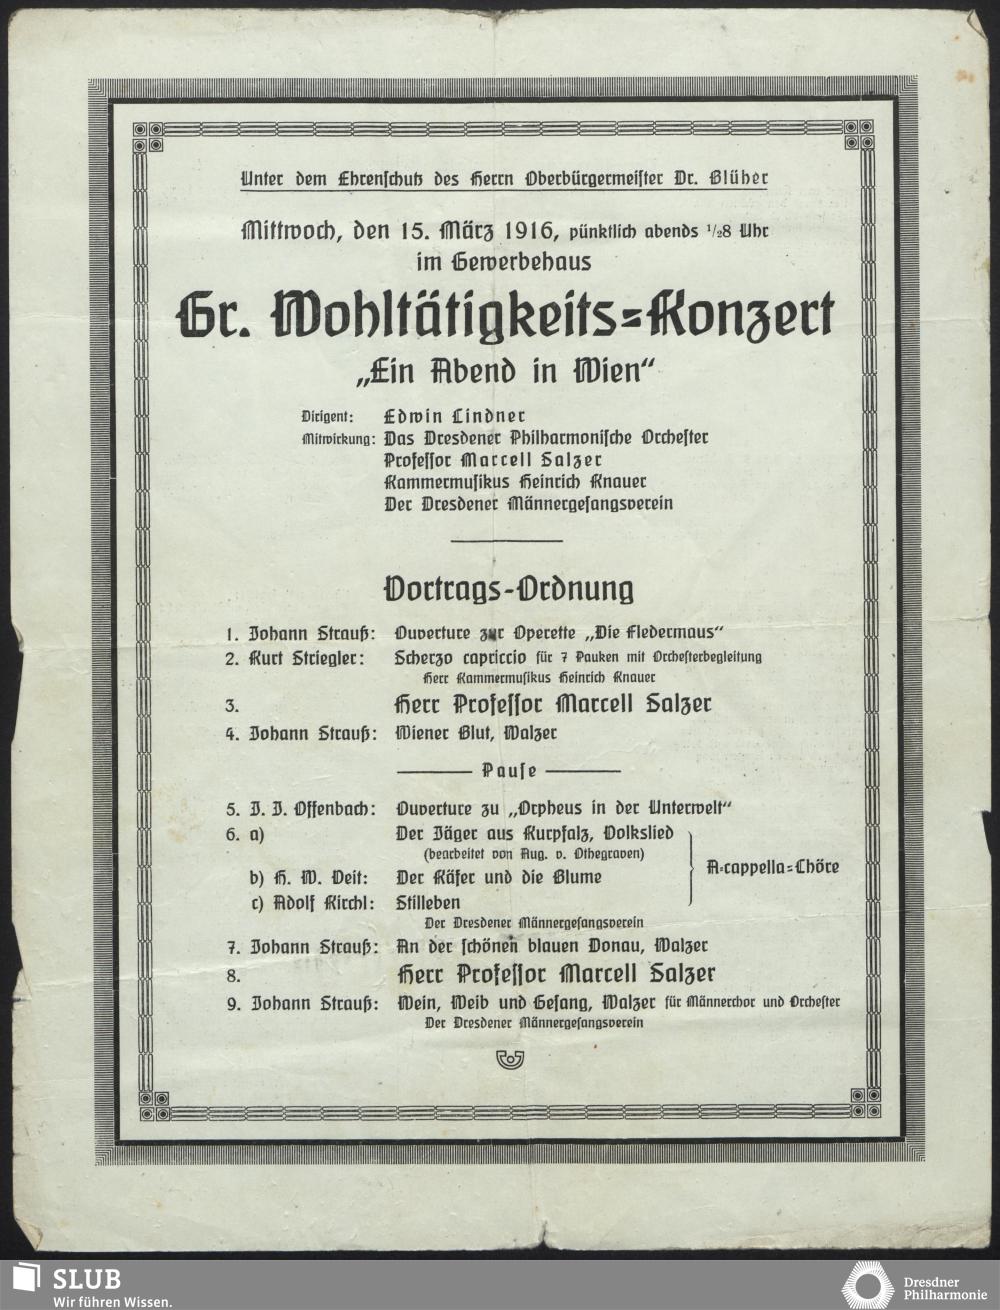 Unter dem Ehrenschutz des Herrn Oberbürgermeister Dr. Blüher
Mittwoch, den 15. März 1916, pünktlich abends 1/28 Uhr
im Gewerbehaus
Gr. Wohltätigkeits=Konzert
„Ein Abend in Wien“
Dirigent: Edwin Lindner
Mitwirkung: Das Dresdener Philharmonische Orchester
Professor Marcell Salzer
Kammermusikus Heinrich Knauer
Der Dresdener Männergesangsverein
Vortrags-Ordnung
1. Johann Strauß: Ouverture zur Operette „Die Fledermaus“
2. Kurt Striegler: Scherzo capriccio für 7 Pauken mit Orchesterbegleitung
Herr Kammermusikus Heinrich Knauer
3. Herr Professor Marcell Salzer
4. Johann Strauß: Wiener Blut, Walzer
Pause
5. J. J. Offenbach: Ouverture zu „Orpheus in der Unterwelt“
6. a) Der Jäger aus Kurpfalz, Volkslied
(bearbeitet von Aug. v. Othegraven)
b) H. W. Veit: Der Käfer und die Blume
A=cappella=Chöre
c) Adolf Kirchl: Stilleben
Der Dresdener Männergesangsverein
7. Johann Strauß: An der schönen blauen Donau, Walzer
8. Herr Professor Marcell Salzer
9. Johann Strauß: Wein, Weib und Gesang, Walzer für Männerchor und Orchester
Der Dresdener Männergesangsverein
SLUB
Wir führen Wissen.
Dresdner
Philharmonie